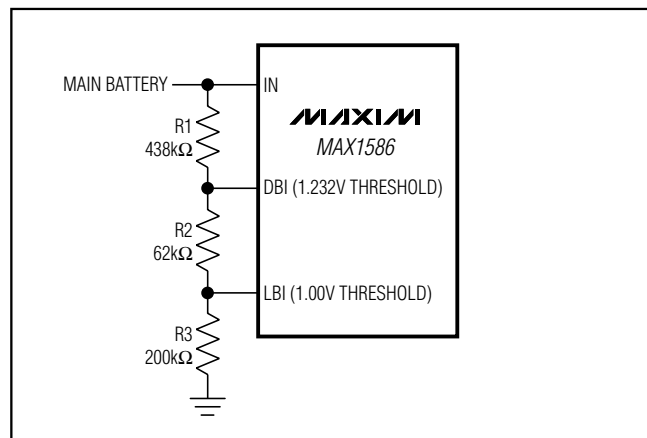 MAIN BATTERY
IN
MAXIM
MAX1586
R1
438kΩ
DBI (1.232V THRESHOLD)
R2
62kΩ
LBI (1.00V THRESHOLD)
R3
200kΩ